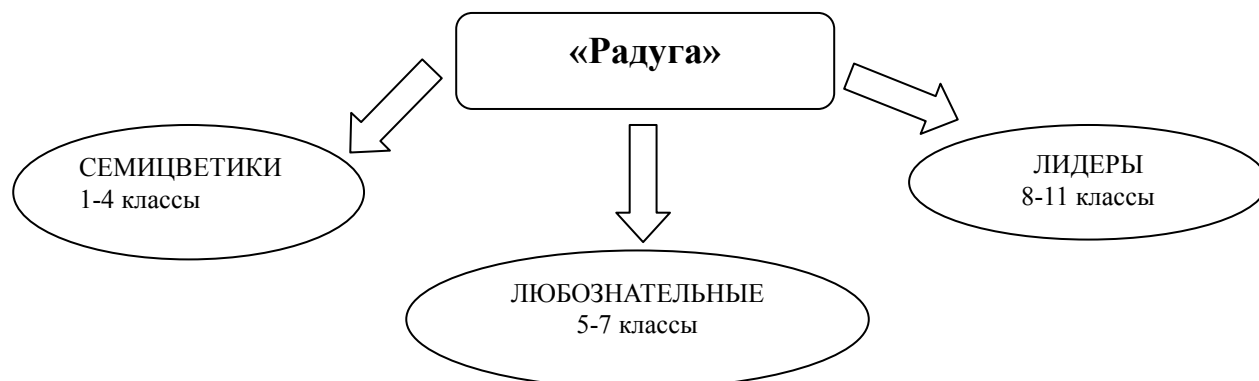 «Радуга»
СЕМИЦВЕТИКИ
1-4 классы
ЛИДЕРЫ
8-11 классы
ЛЮБОЗНАТЕЛЬНЫЕ
5-7 классы